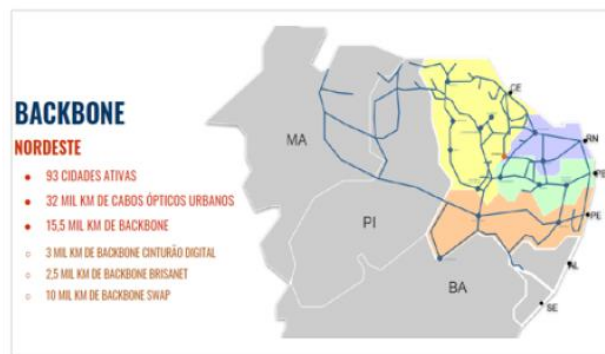 BACKBONE
NORDESTE
93 CIDADES ATIVAS
32 MIL KM DE CABOS ÓPTICOS URBANOS
15,5 MIL KM DE BACKBONE
3 MIL KM DE BACKBONE CINTURÃO DIGITAL
2,5 MIL KM DE BACKBONE BRISANET
10 MIL KM DE BACKBONE SWAP
MA
PI
BA
CE
RN
PB
PE
AL
SE